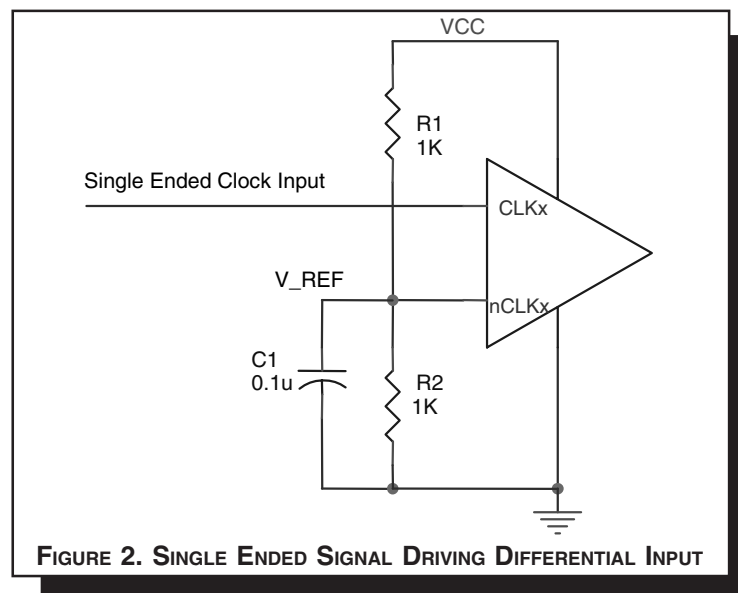 VCC
R1
1K
Single Ended Clock Input
CLKx
V_REF
nCLKx
C1
0.1u
R2
1K
FIGURE 2. SINGLE ENDED SIGNAL DRIVING DIFFERENTIAL INPUT